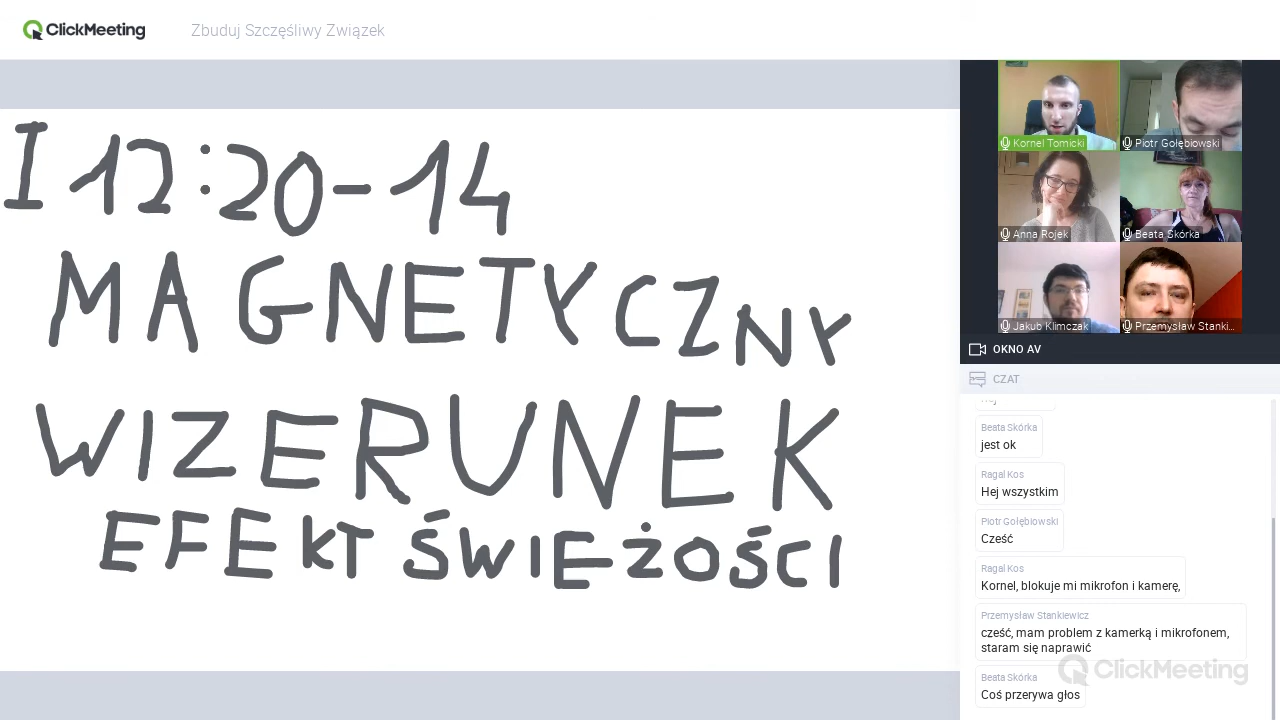 ClickMeeting
Zbuduj Szczęśliwy Związek
I 12:20-14
MAGNETYCZNY
WIZERUNEK
EFEKT ŚWIEŻOŚCI
Kornel Tomicki
Piotr Gołębiowski
Anna Rojek
Beata Skórka
Jakub Klimczak
Przemysław Stanki...
OKNO AV
CZAT
Hej
Beata Skórka
jest ok
Ragal Kos
Hej wszystkim
Piotr Gołębiowski
Cześć
Ragal Kos
Kornel, blokuje mi mikrofon i kamerę,
Przemysław Stankiewicz
cześć, mam problem z kamerką i mikrofonem,
staram się naprawić
Beata Skórka
Coś przerywa głos
ClickMeeting